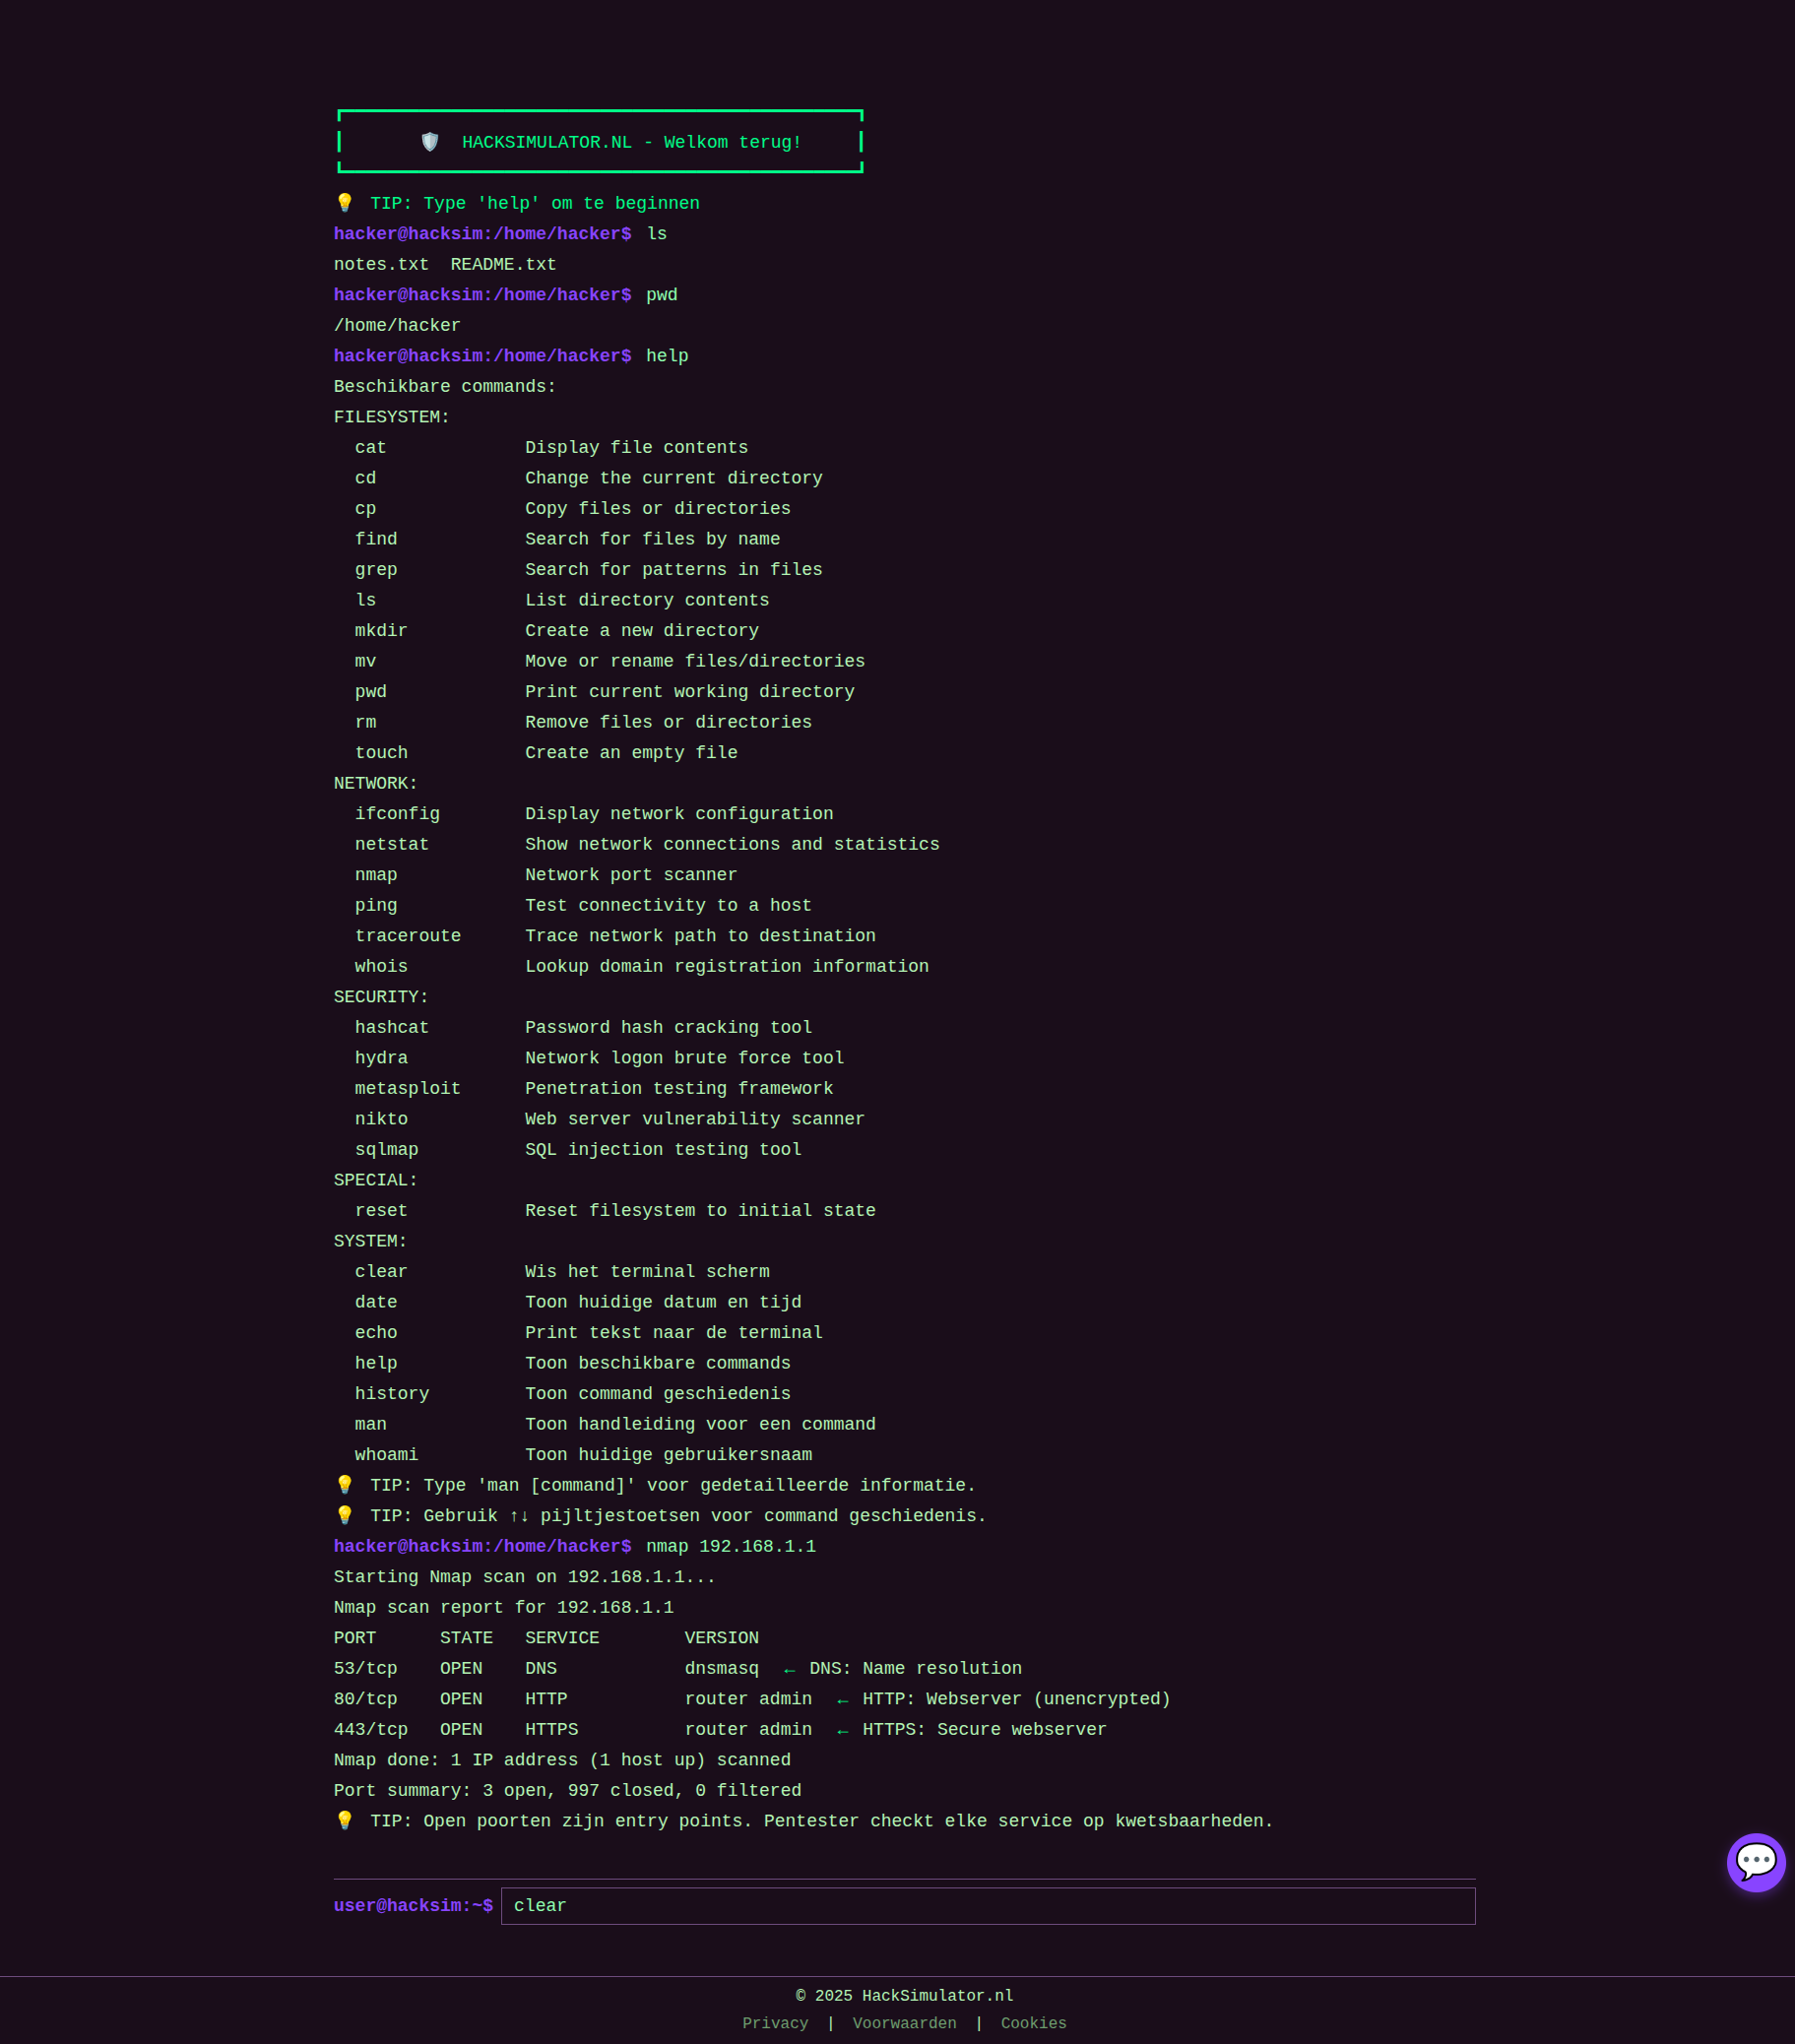 HACKSIMULATOR.NL - Welkom terug!
TIP: Type 'help' om te beginnen
hacker@hacksim:/home/hacker$ ls
notes.txt  README.txt
hacker@hacksim:/home/hacker$ pwd
/home/hacker
hacker@hacksim:/home/hacker$ help
Beschikbare commands:
FILESYSTEM:
cat Display file contents
cd Change the current directory
cp Copy files or directories
find Search for files by name
grep Search for patterns in files
ls List directory contents
mkdir Create a new directory
mv Move or rename files/directories
pwd Print current working directory
rm Remove files or directories
touch Create an empty file
NETWORK:
ifconfig Display network configuration
netstat Show network connections and statistics
nmap Network port scanner
ping Test connectivity to a host
traceroute Trace network path to destination
whois Lookup domain registration information
SECURITY:
hashcat Password hash cracking tool
hydra Network logon brute force tool
metasploit Penetration testing framework
nikto Web server vulnerability scanner
sqlmap SQL injection testing tool
SPECIAL:
reset Reset filesystem to initial state
SYSTEM:
clear Wis het terminal scherm
date Toon huidige datum en tijd
echo Print tekst naar de terminal
help Toon beschikbare commands
history Toon command geschiedenis
man Toon handleiding voor een command
whoami Toon huidige gebruikersnaam
TIP: Type 'man [command]' voor gedetailleerde informatie.
TIP: Gebruik ↑↓ pijltjestoetsen voor command geschiedenis.
hacker@hacksim:/home/hacker$ nmap 192.168.1.1
Starting Nmap scan on 192.168.1.1...
Nmap scan report for 192.168.1.1
PORT STATE SERVICE VERSION
53/tcp OPEN DNS dnsmasq ← DNS: Name resolution
80/tcp OPEN HTTP router admin ← HTTP: Webserver (unencrypted)
443/tcp OPEN HTTPS router admin ← HTTPS: Secure webserver
Nmap done: 1 IP address (1 host up) scanned
Port summary: 3 open, 997 closed, 0 filtered
TIP: Open poorten zijn entry points. Pentester checkt elke service op kwetsbaarheden.
user@hacksim:~$ clear
© 2025 HackSimulator.nl
Privacy | Voorwaarden | Cookies